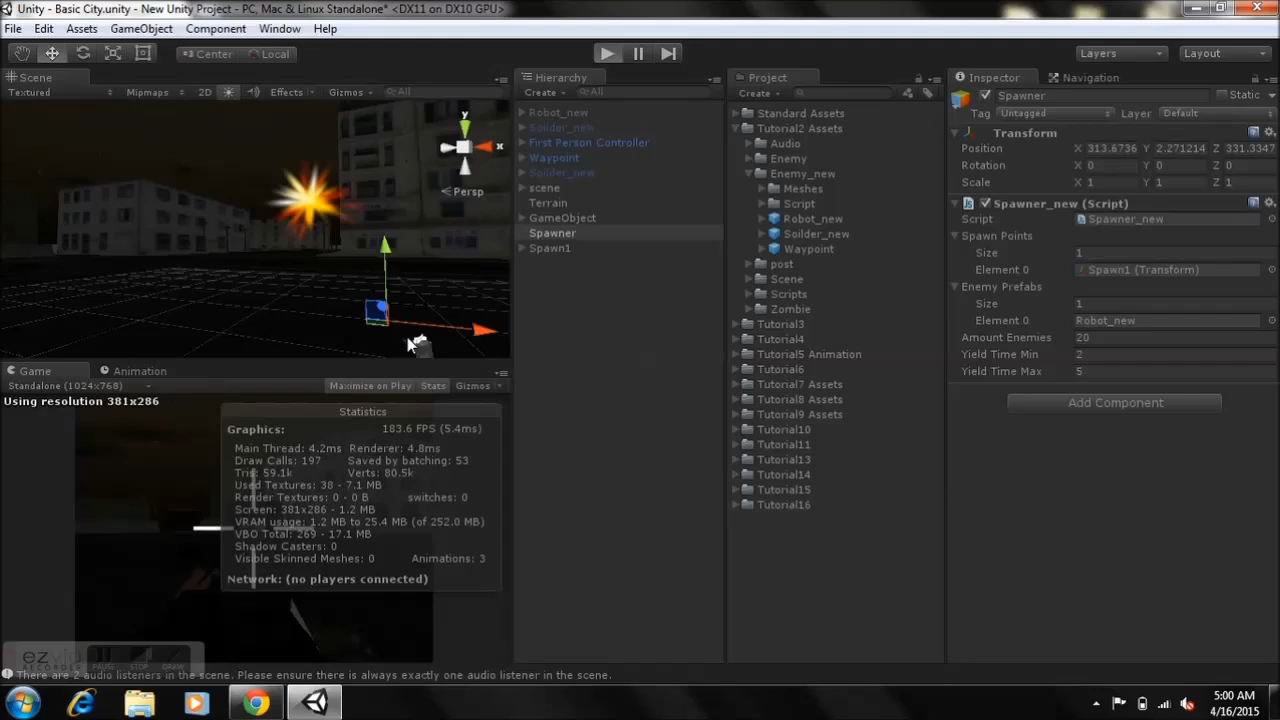 Unity - Basic City.unity - New Unity Project - PC, Mac & Linux Standalone* <DX11 on DX10 GPU>
File Edit Assets GameObject Component Window Help
Center Local Layers Layout
Scene
Textured Mipmaps 2D Effects Gizmos All
y
x
Persp
Game Animation
Standalone (1024x768) Maximize on Play Stats Gizmos
Using resolution 381x286
Statistics
Graphics: 183.6 FPS (5.4ms)
Main Thread: 4.2ms Renderer: 4.8ms
Draw Calls: 197 Saved by batching: 53
Tris: 59.1k Verts: 80.5k
Used Textures: 38 - 7.1 MB
Render Textures: 0 - 0 B switches: 0
Screen: 381x286 - 1.2 MB
VRAM usage: 1.2 MB to 25.4 MB (of 252.0 MB)
VBO Total: 269 - 17.1 MB
Shadow Casters: 0
Visible Skinned Meshes: 0 Animations: 3
Network: (no players connected)
Hierarchy
Create All
Robot_new
Soilder_new
First Person Controller
Waypoint
Soilder_new
scene
Terrain
GameObject
Spawner
Spawn1
Project
Create
Standard Assets
Tutorial2 Assets
Audio
Enemy
Enemy_new
Meshes
Script
Robot_new
Soilder_new
Waypoint
post
Scene
Scripts
Zombie
Tutorial3
Tutorial4
Tutorial5 Animation
Tutorial6
Tutorial7 Assets
Tutorial8 Assets
Tutorial9 Assets
Tutorial10
Tutorial11
Tutorial13
Tutorial14
Tutorial15
Tutorial16
Inspector Navigation
Spawner Static
Tag Untagged Layer Default
Transform
Position X 313.6736 Y 2.271214 Z 331.3347
Rotation X 0 Y 0 Z 0
Scale X 1 Y 1 Z 1
Spawner_new (Script)
Script Spawner_new
Spawn Points
Size 1
Element 0 Spawn1 (Transform)
Enemy Prefabs
Size 1
Element 0 Robot_new
Amount Enemies 20
Yield Time Min 2
Yield Time Max 5
Add Component
ezvip
RECORDER PAUSE STOP DRAW
There are 2 audio listeners in the scene. Please ensure there is always exactly one audio listener in the scene.
5:00 AM
4/16/2015